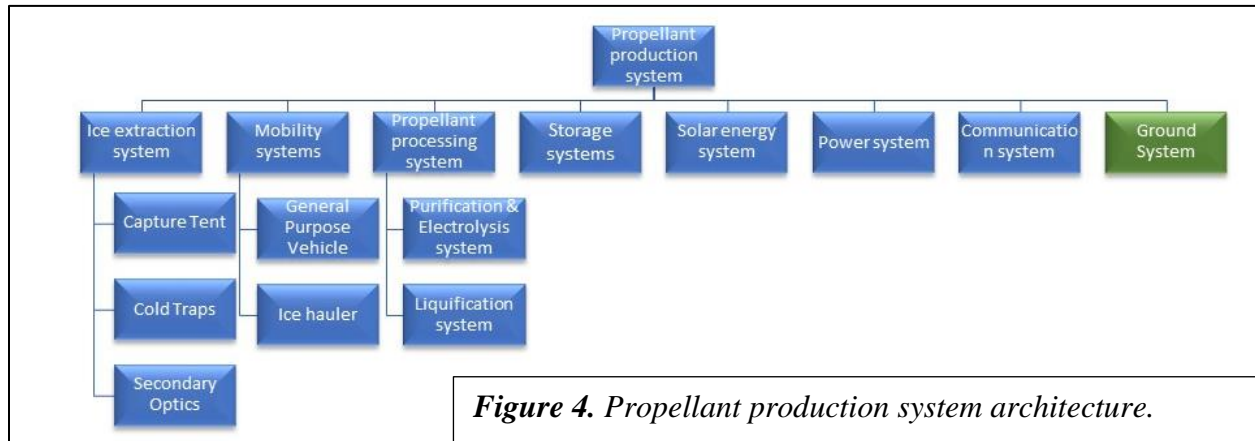 Propellant
production
system
Ice extraction
system
Mobility
systems
Propellant
processing
system
Storage
systems
Solar energy
system
Power system
Communicatio
n system
Ground
System
Capture Tent
Cold Traps
Secondary
Optics
General
Purpose
Vehicle
Ice hauler
Purification &
Electrolysis
system
Liquification
system
Figure 4. Propellant production system architecture.